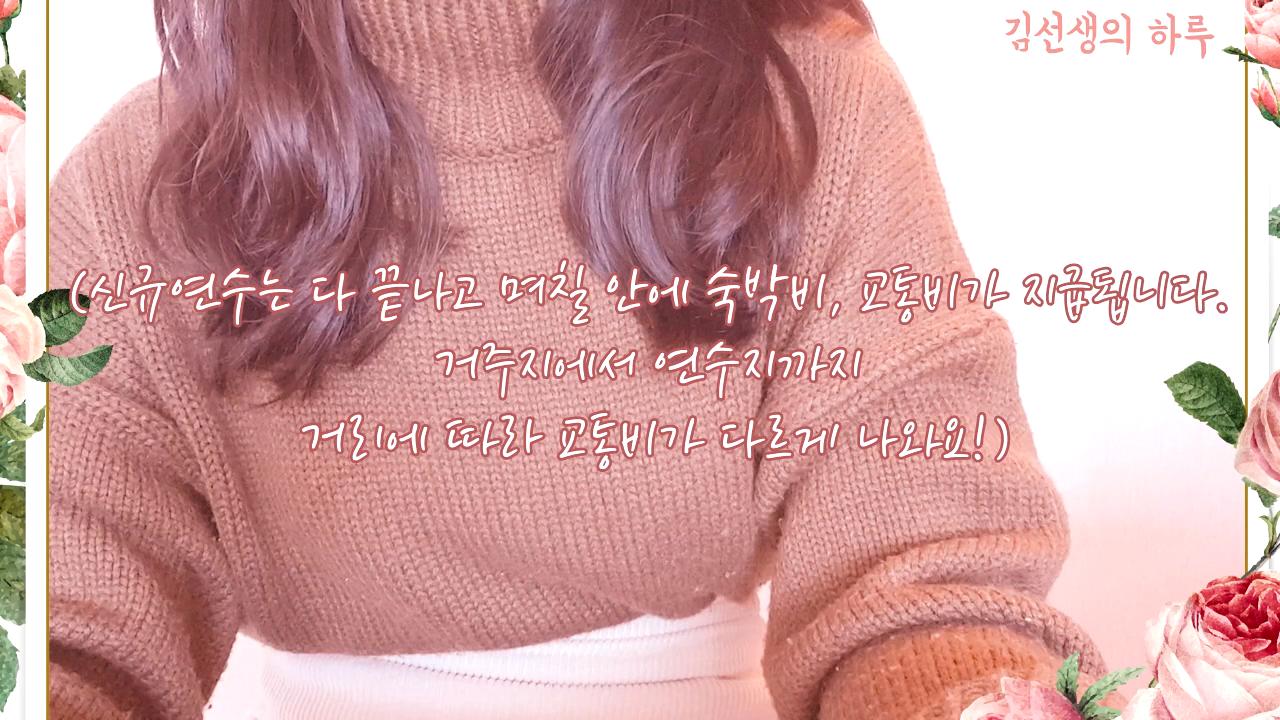 김선생의 하루
(신규연수는 다 끝나고 며칠 안에 숙박비, 교통비가 지급됩니다.
거주지에서 연수지까지
거리에 따라 교통비가 다르게 나와요!)